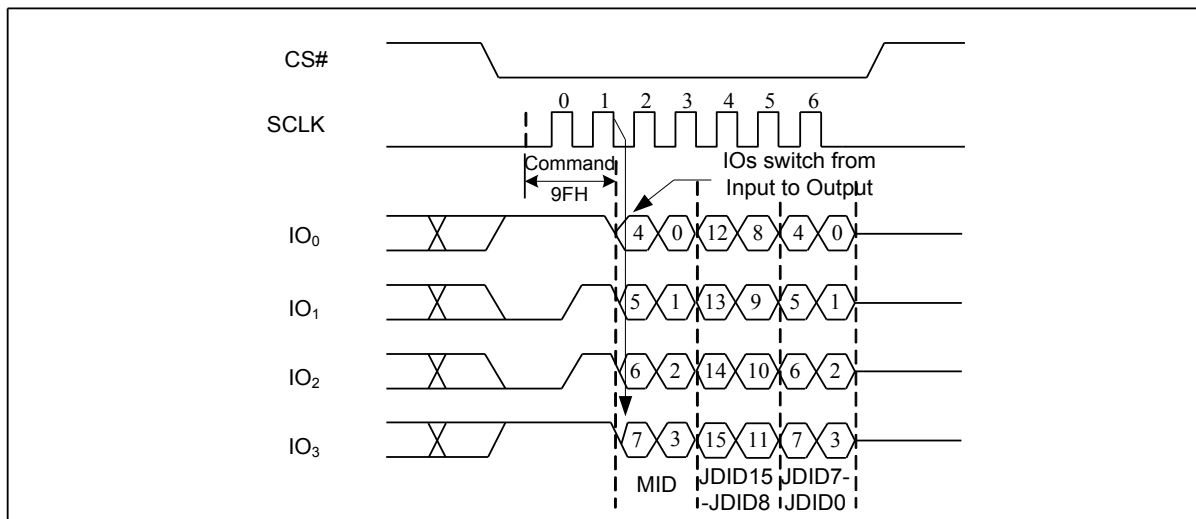 CS#
0 1 2 3 4 5 6
SCLK
Command
9FH
IOs switch from
Input to Output
IO₀ 4 0 12 8 4 0
IO₁ 5 1 13 9 5 1
IO₂ 6 2 14 10 6 2
IO₃ 7 3 15 11 7 3
MID
JDID15
-JDID8
JDID7-
JDID0